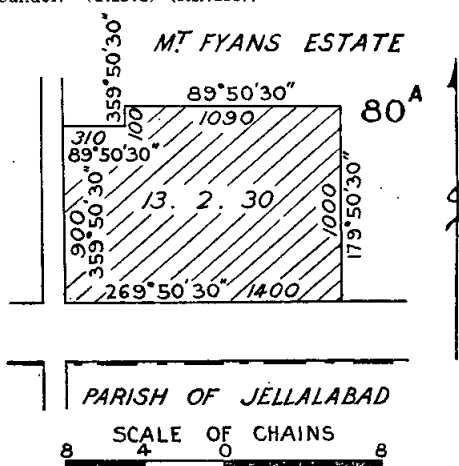 MT FYANS ESTATE
359°50'30"
89°50'30"
80A
100
1090
310
89°50'30"
13. 2. 30
900
359°50'30"
1000
179°50'30"
269°50'30" 1400
PARISH OF JELLALABAD
SCALE OF CHAINS
8 4 0 8